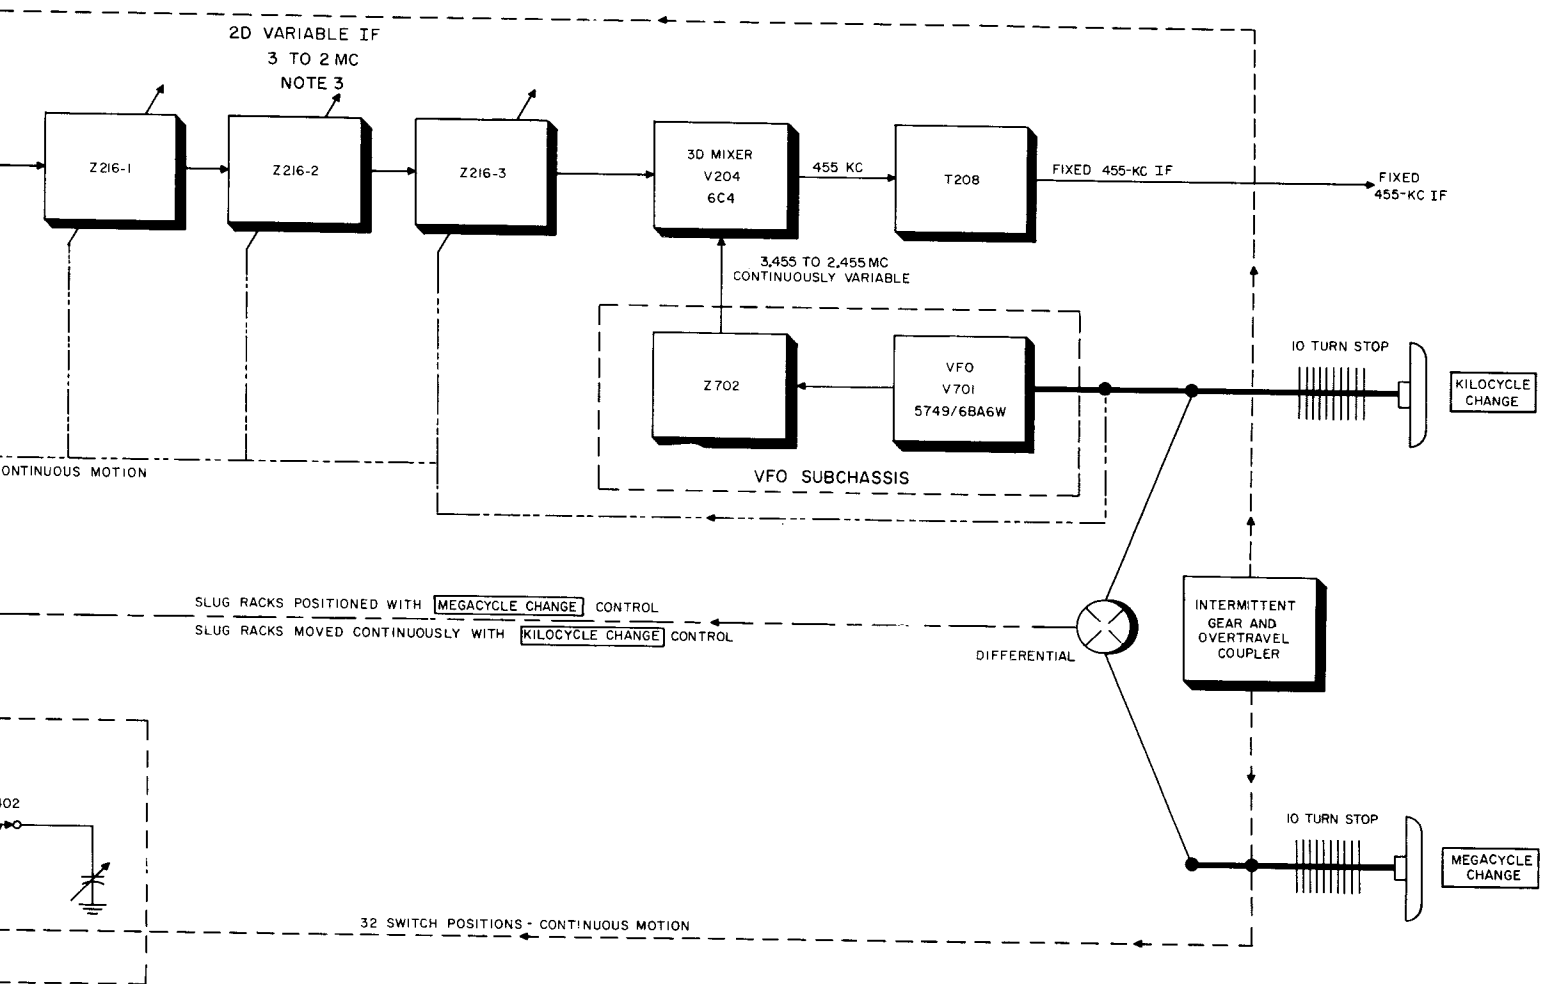 2D VARIABLE IF
3 TO 2 MC
NOTE 3
Z216-1
Z216-2
Z216-3
3D MIXER
V204
6C4
455 KC
T208
FIXED 455-KC IF
FIXED
455-KC IF
3.455 TO 2.455 MC
CONTINUOUSLY VARIABLE
Z702
VFO
V701
5749/6BA6W
VFO SUBCHASSIS
10 TURN STOP
KILOCYCLE
CHANGE
ONTINUOUS MOTION
SLUG RACKS POSITIONED WITH MEGACYCLE CHANGE CONTROL
SLUG RACKS MOVED CONTINUOUSLY WITH KILOCYCLE CHANGE CONTROL
DIFFERENTIAL
INTERMITTENT
GEAR AND
OVERTRAVEL
COUPLER
402
10 TURN STOP
MEGACYCLE
CHANGE
32 SWITCH POSITIONS - CONTINUOUS MOTION